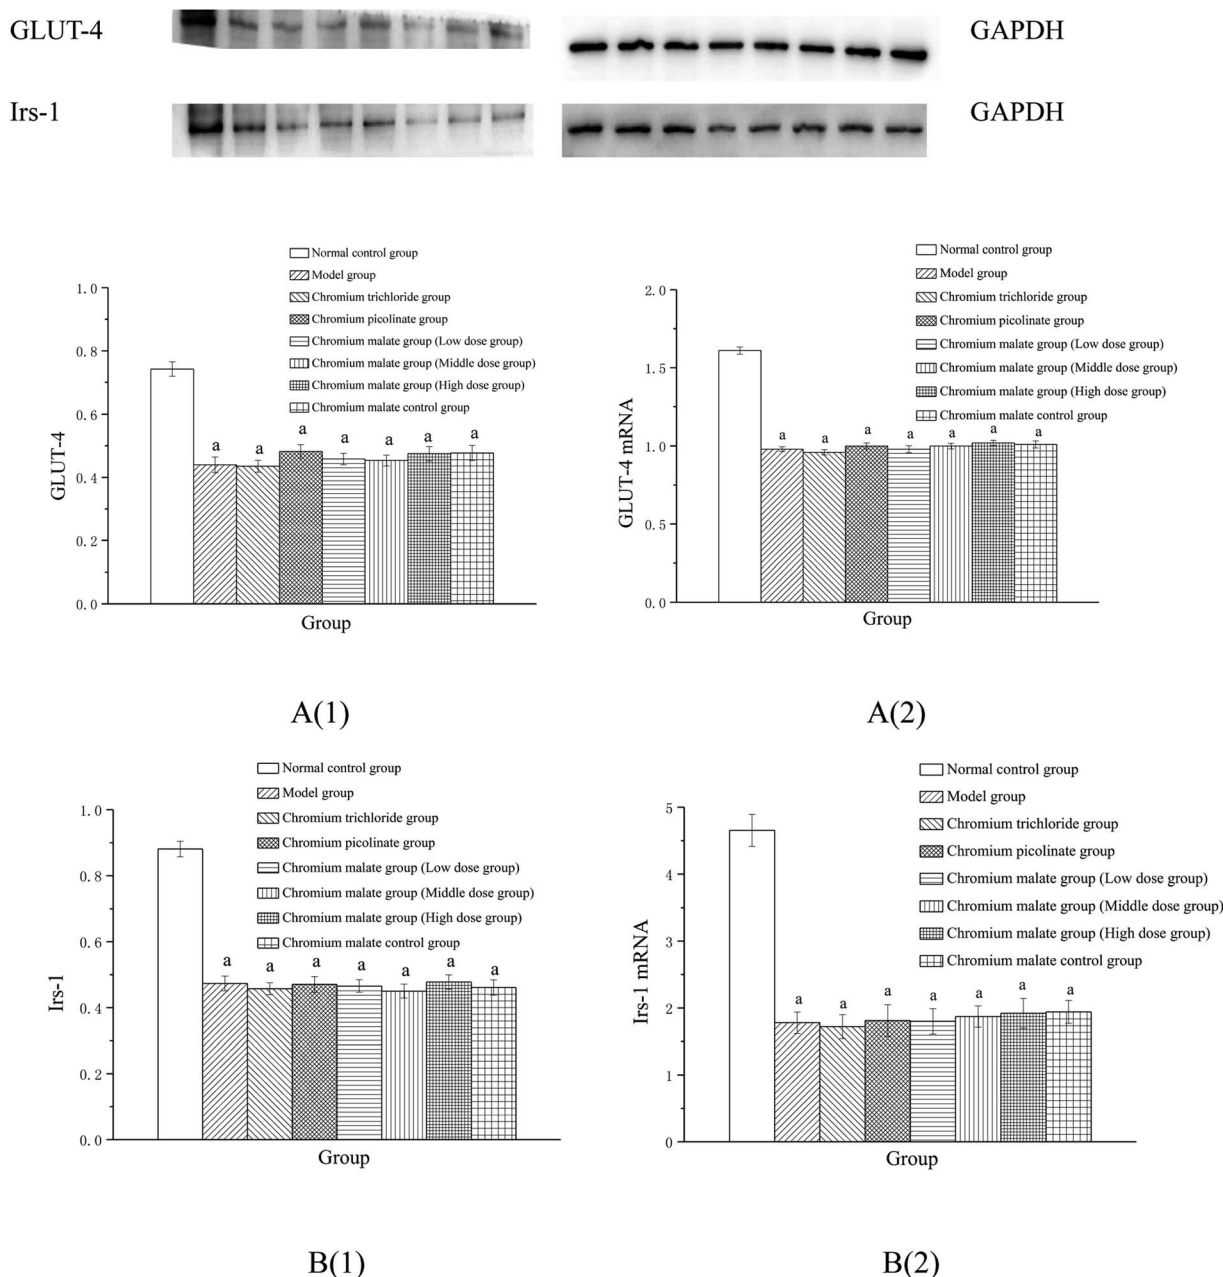 GLUT-4
GAPDH
Irs-1
GAPDH
Normal control group
Model group
Chromium trichloride group
Chromium picolinate group
Chromium malate group (Low dose group)
Chromium malate group (Middle dose group)
Chromium malate group (High dose group)
Chromium malate control group
1.0
0.8
0.6
0.4
0.2
0.0
GLUT-4
a a a a a a a
Group
A(1)
Normal control group
Model group
Chromium trichloride group
Chromium picolinate group
Chromium malate group (Low dose group)
Chromium malate group (Middle dose group)
Chromium malate group (High dose group)
Chromium malate control group
2.0
1.5
1.0
0.5
0.0
GLUT-4 mRNA
a a a a a a a
Group
A(2)
Normal control group
Model group
Chromium trichloride group
Chromium picolinate group
Chromium malate group (Low dose group)
Chromium malate group (Middle dose group)
Chromium malate group (High dose group)
Chromium malate control group
1.0
0.8
0.6
0.4
0.2
0.0
Irs-1
a a a a a a a
Group
B(1)
Normal control group
Model group
Chromium trichloride group
Chromium picolinate group
Chromium malate group (Low dose group)
Chromium malate group (Middle dose group)
Chromium malate group (High dose group)
Chromium malate control group
5
4
3
2
1
0
Irs-1 mRNA
a a a a a a a
Group
B(2)